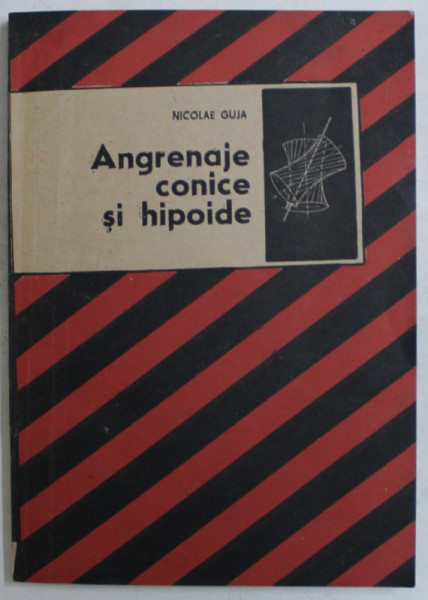 NICOLAE GUJA
Angrenaje
conice
și hipoide